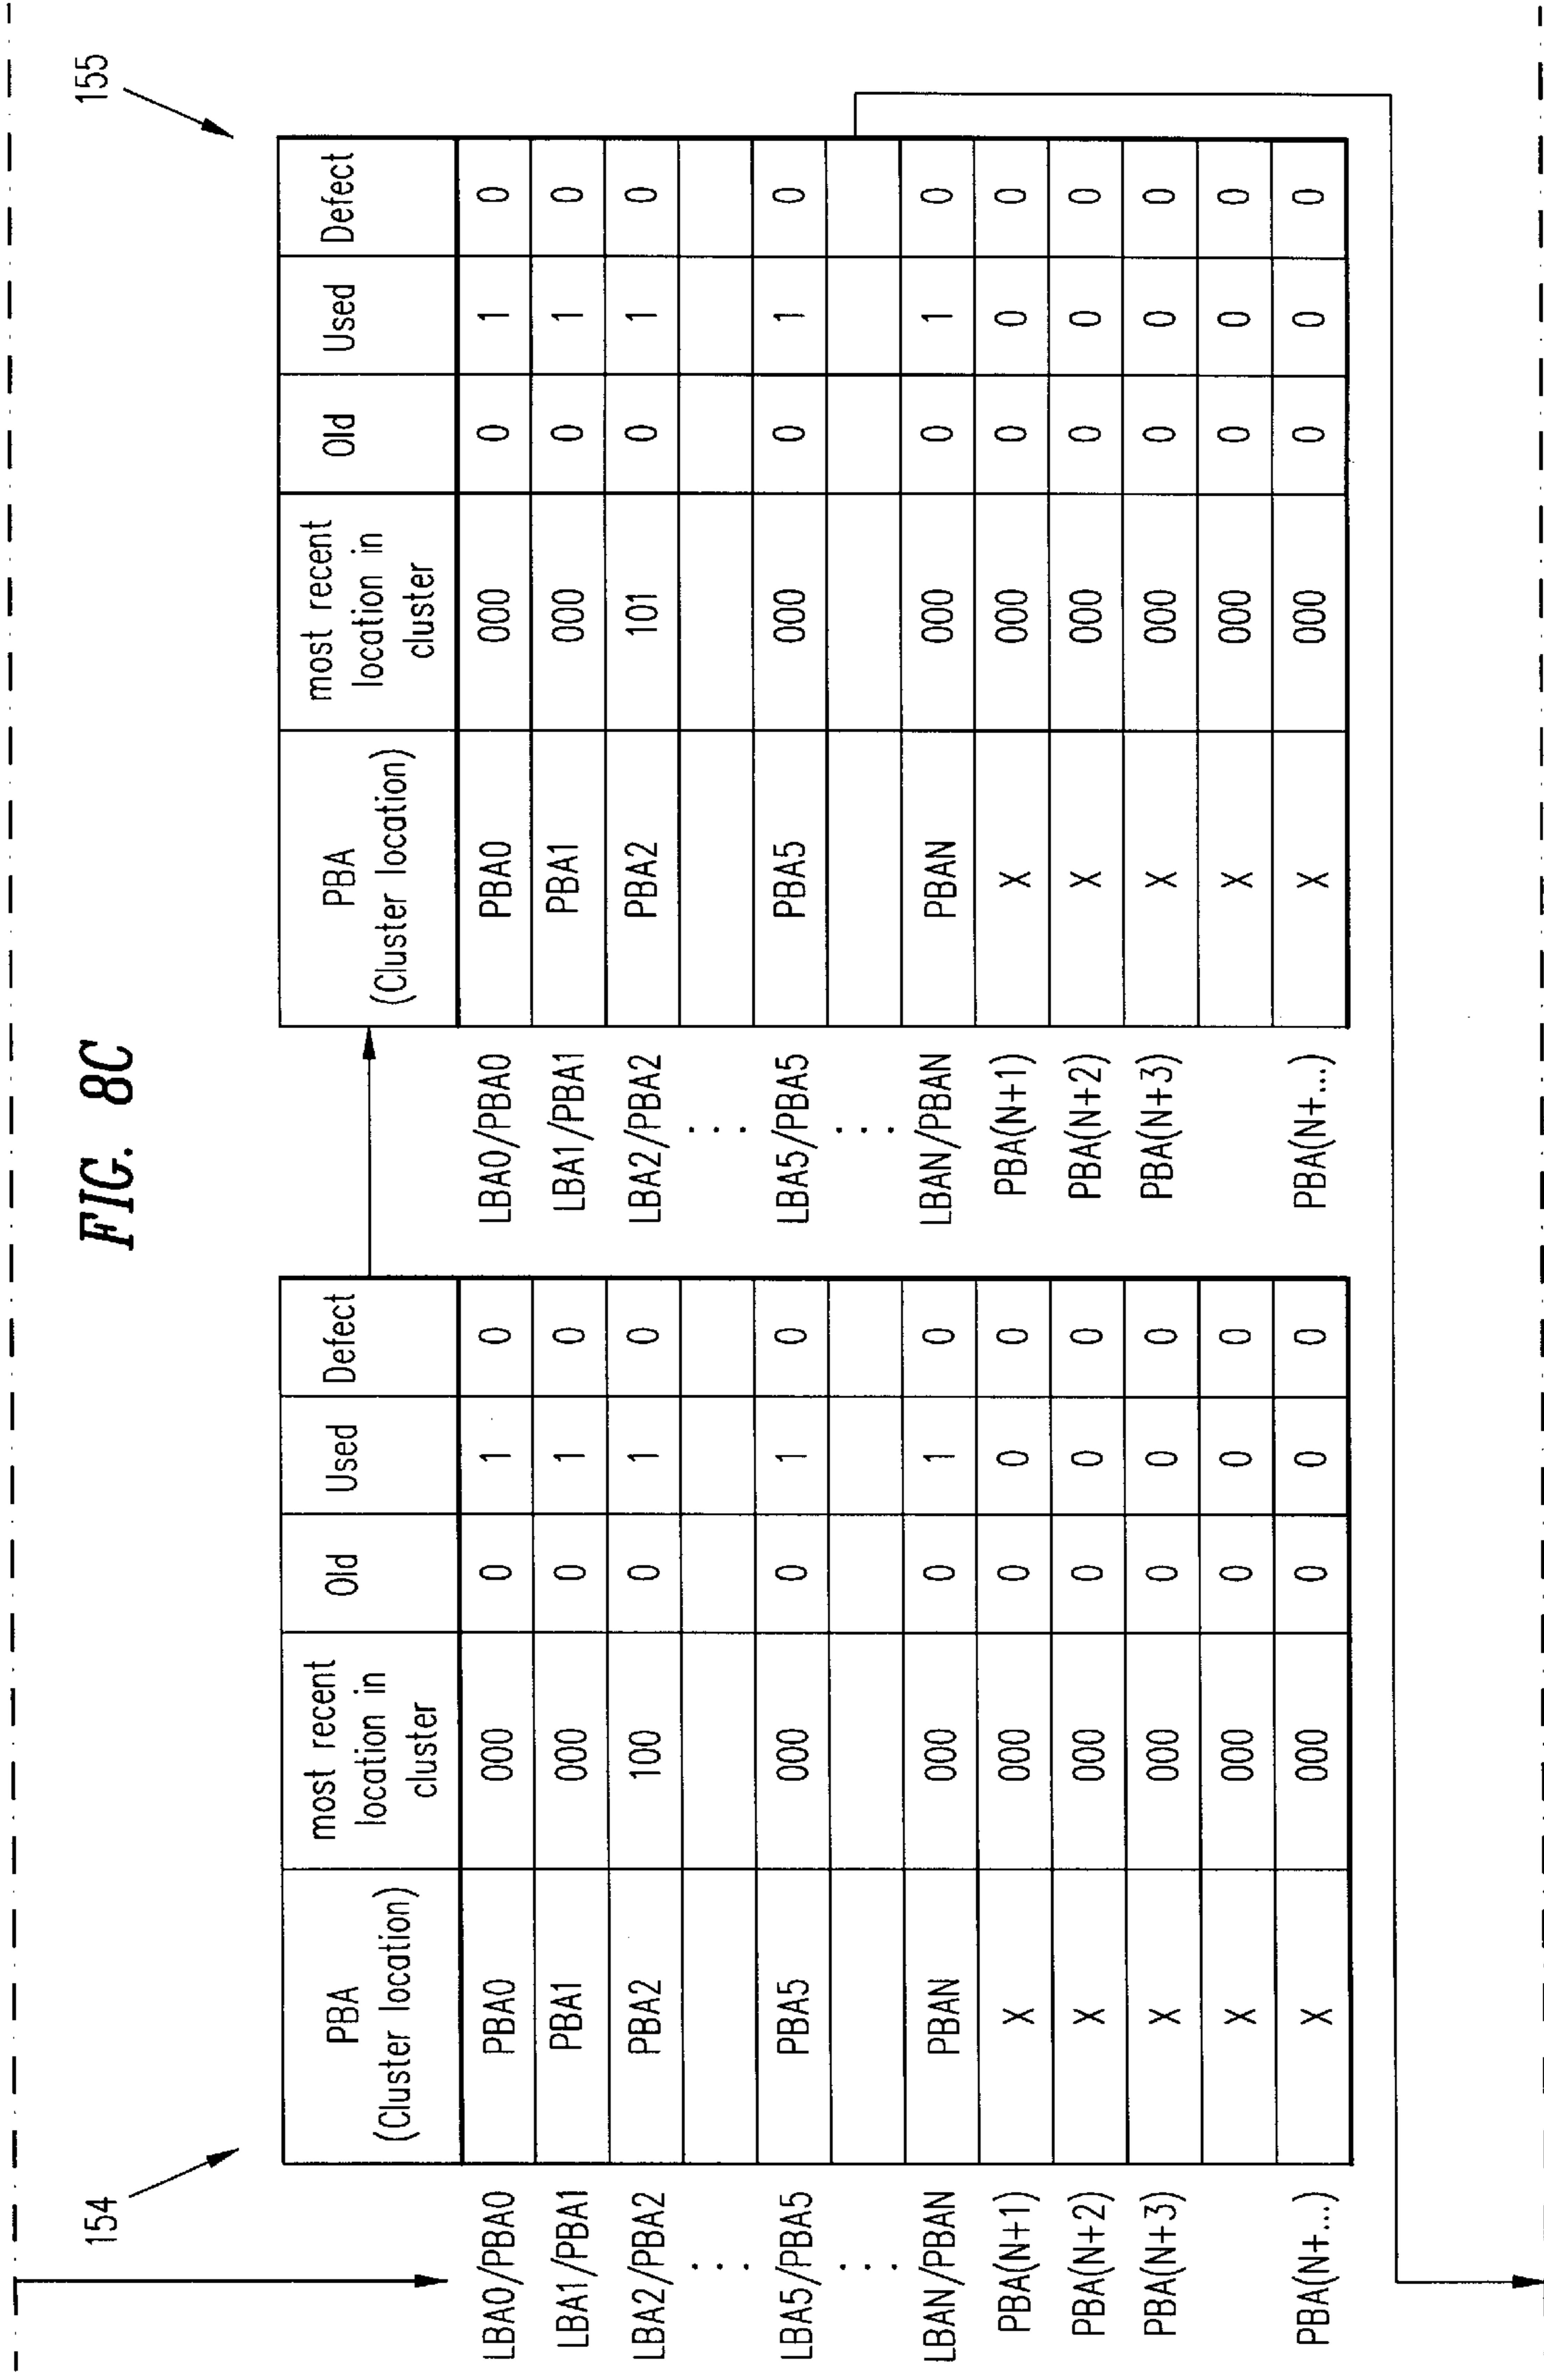 FIG. 8C
154
PBA (Cluster location) most recent location in cluster Old Used Defect
LBA0/PBA0 PBA0 000 0 1 0
LBA1/PBA1 PBA1 000 0 1 0
LBA2/PBA2 PBA2 100 0 1 0
. . .
LBA5/PBA5 PBA5 000 0 1 0
. . .
LBAN/PBAN PBAN 000 0 1 0
PBA(N+1) X 000 0 0 0
PBA(N+2) X 000 0 0 0
PBA(N+3) X 000 0 0 0
X 000 0 0 0
PBA(N+...) X 000 0 0 0
155
PBA (Cluster location) most recent location in cluster Old Used Defect
LBA0/PBA0 PBA0 000 0 1 0
LBA1/PBA1 PBA1 000 0 1 0
LBA2/PBA2 PBA2 101 0 1 0
. . .
LBA5/PBA5 PBA5 000 0 1 0
. . .
LBAN/PBAN PBAN 000 0 1 0
PBA(N+1) X 000 0 0 0
PBA(N+2) X 000 0 0 0
PBA(N+3) X 000 0 0 0
X 000 0 0 0
PBA(N+...) X 000 0 0 0